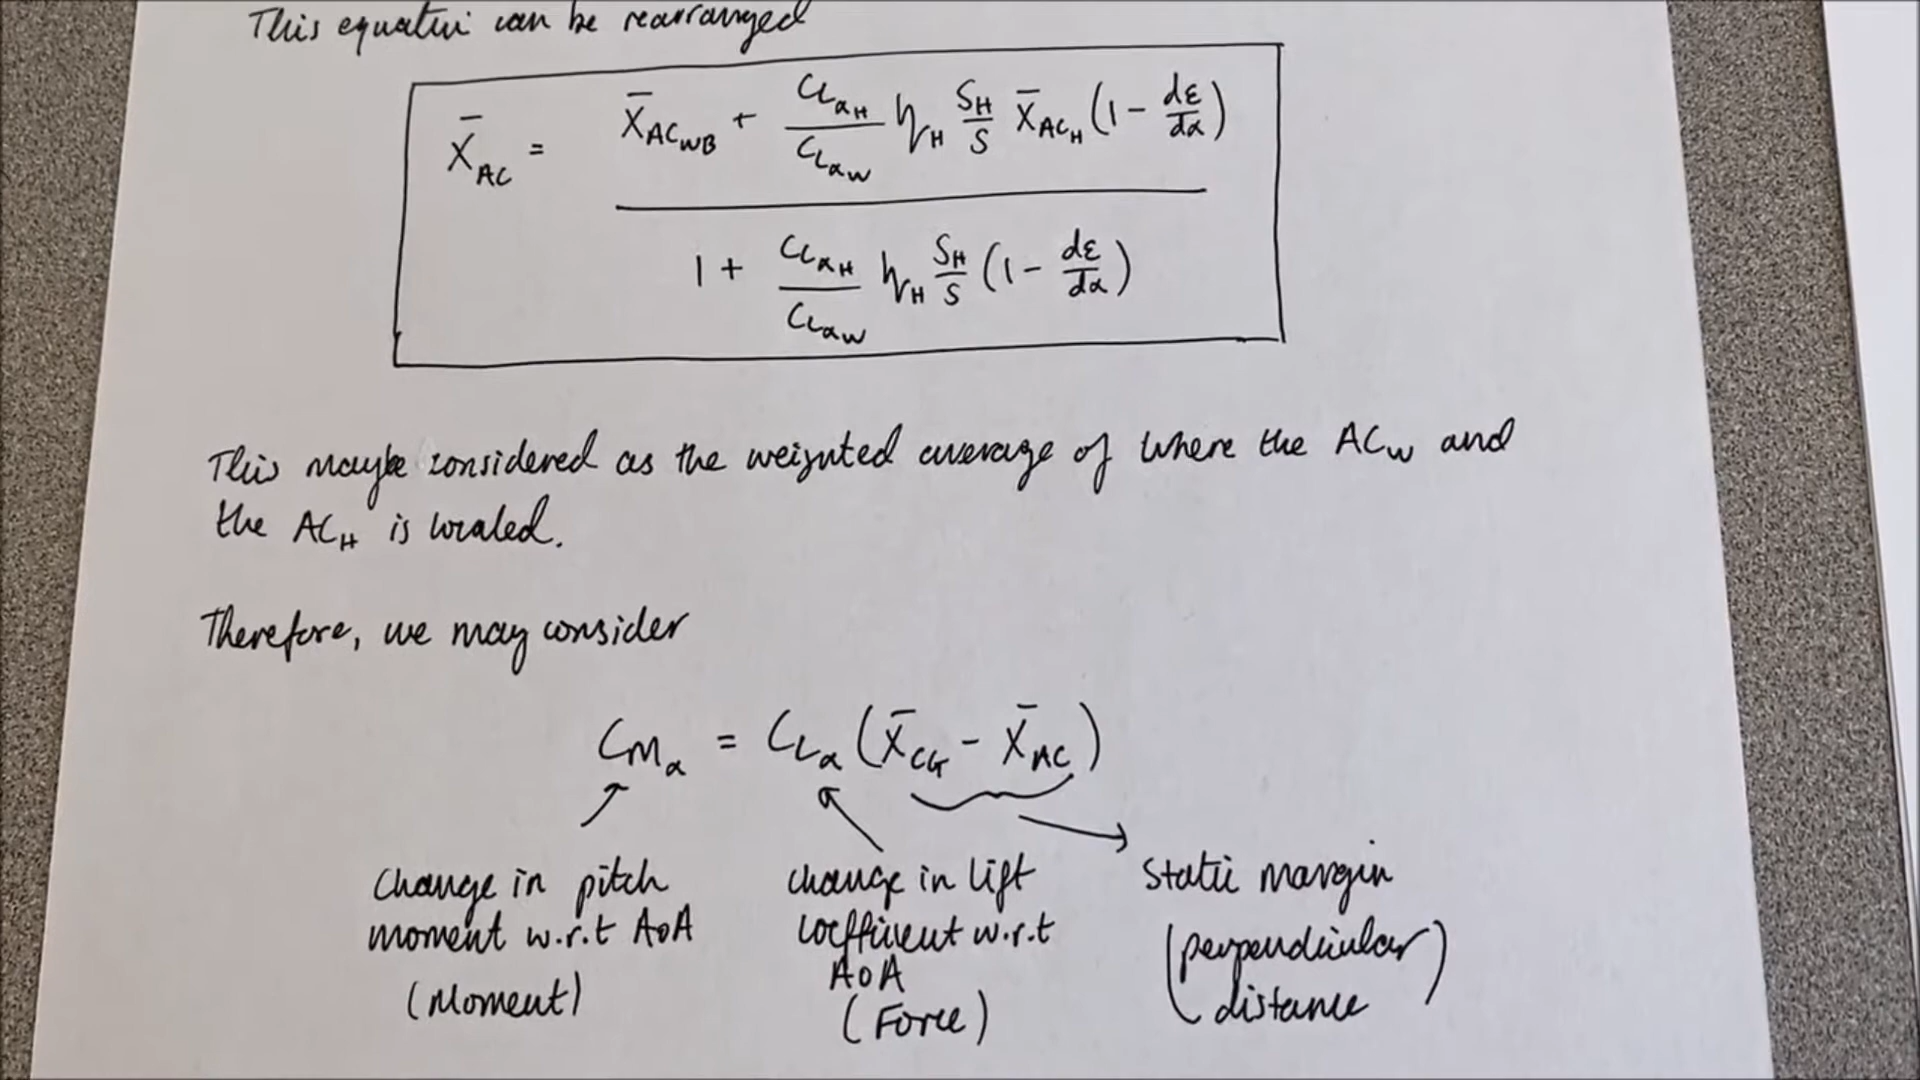 This equation can be rearranged
X̄_AC = (X̄_ACWB + (CLαH / CLαW) ηH (SH / S) X̄_ACH (1 - dε/dα)) / (1 + (CLαH / CLαW) ηH (SH / S) (1 - dε/dα))
This maybe considered as the weighted average of where the ACW and
the ACH is located.
Therefore, we may consider
CMα = CLα (X̄CG - X̄AC)
Change in pitch
moment w.r.t AoA
(Moment)
change in lift
coefficient w.r.t
AoA
(Force)
Static margin
(perpendicular
distance)